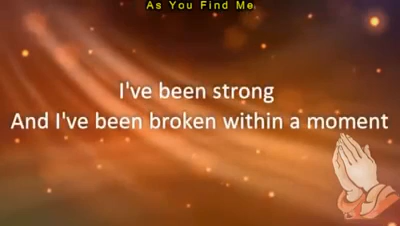 As You Find Me
I've been strong
And I've been broken within a moment